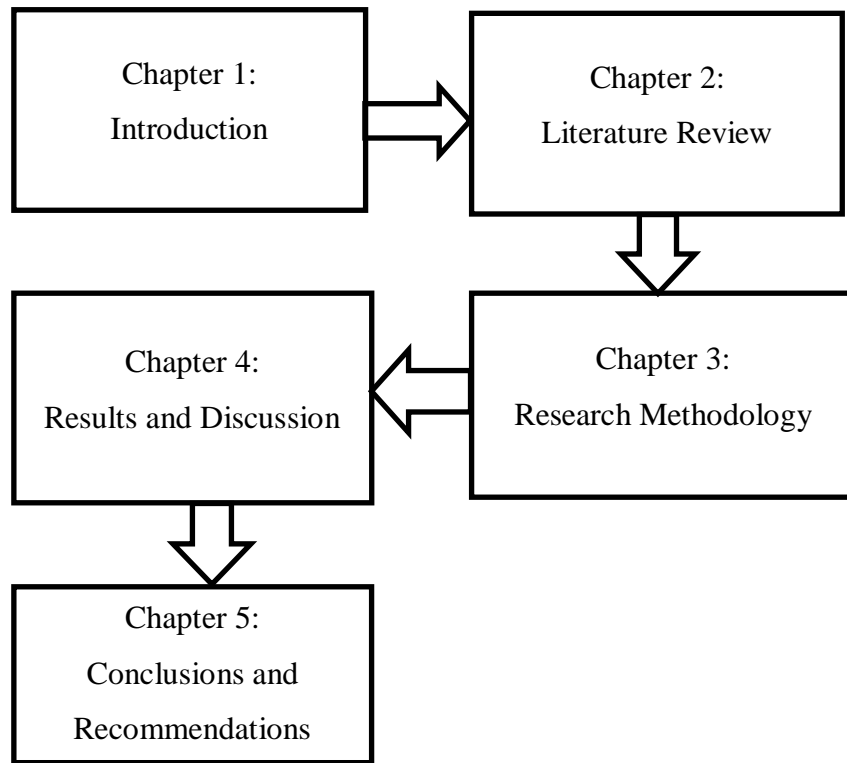 Chapter 1:
Introduction
Chapter 2:
Literature Review
Chapter 3:
Research Methodology
Chapter 4:
Results and Discussion
Chapter 5:
Conclusions and
Recommendations